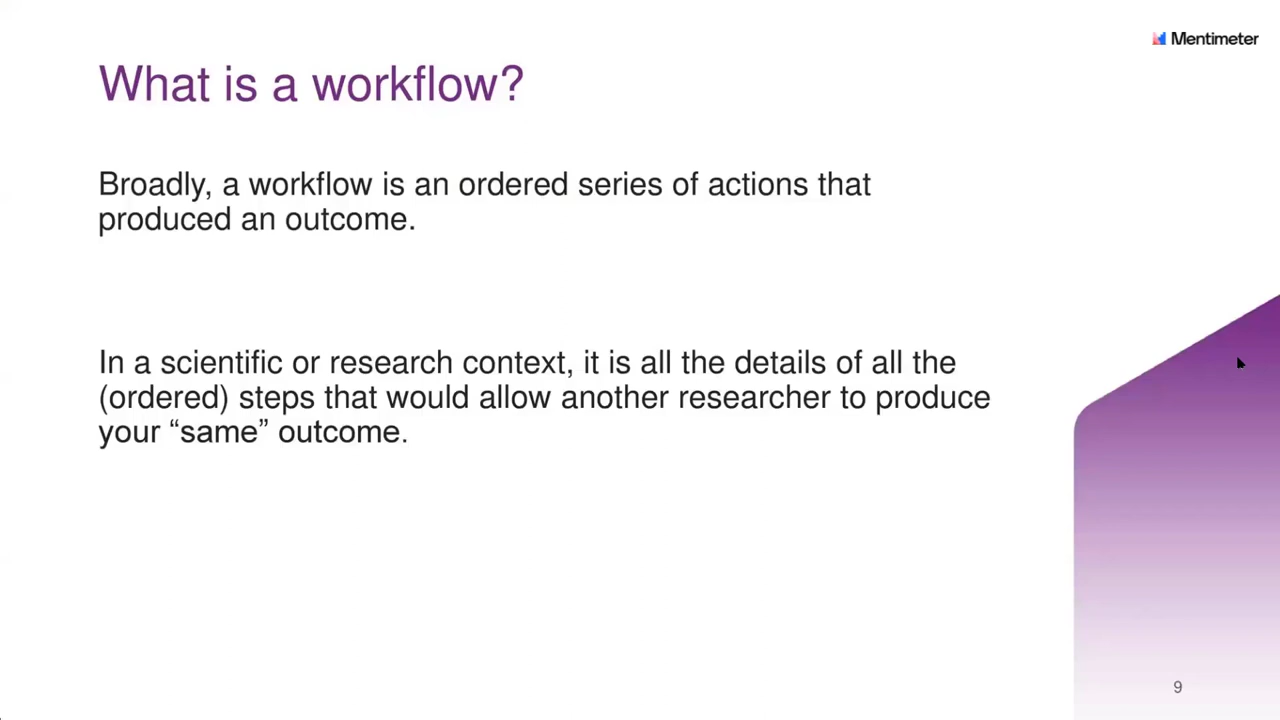 Mentimeter
What is a workflow?
Broadly, a workflow is an ordered series of actions that
produced an outcome.
In a scientific or research context, it is all the details of all the
(ordered) steps that would allow another researcher to produce
your “same” outcome.
9